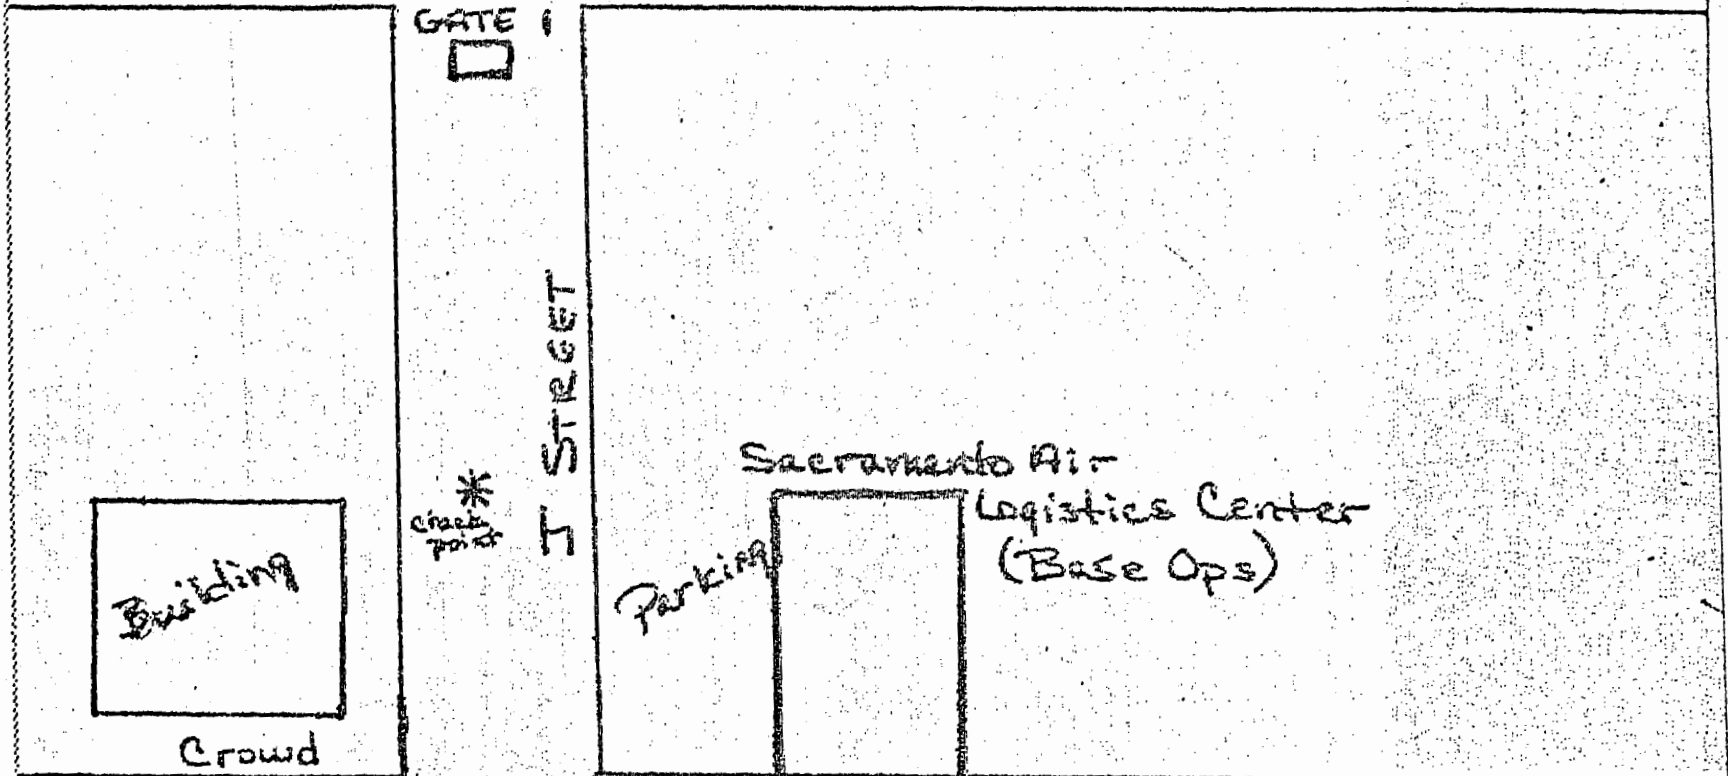 GATE 1
J STREET
Sacramento Air
Logistics Center
(Base Ops)
check
point
Parking
Building
Crowd